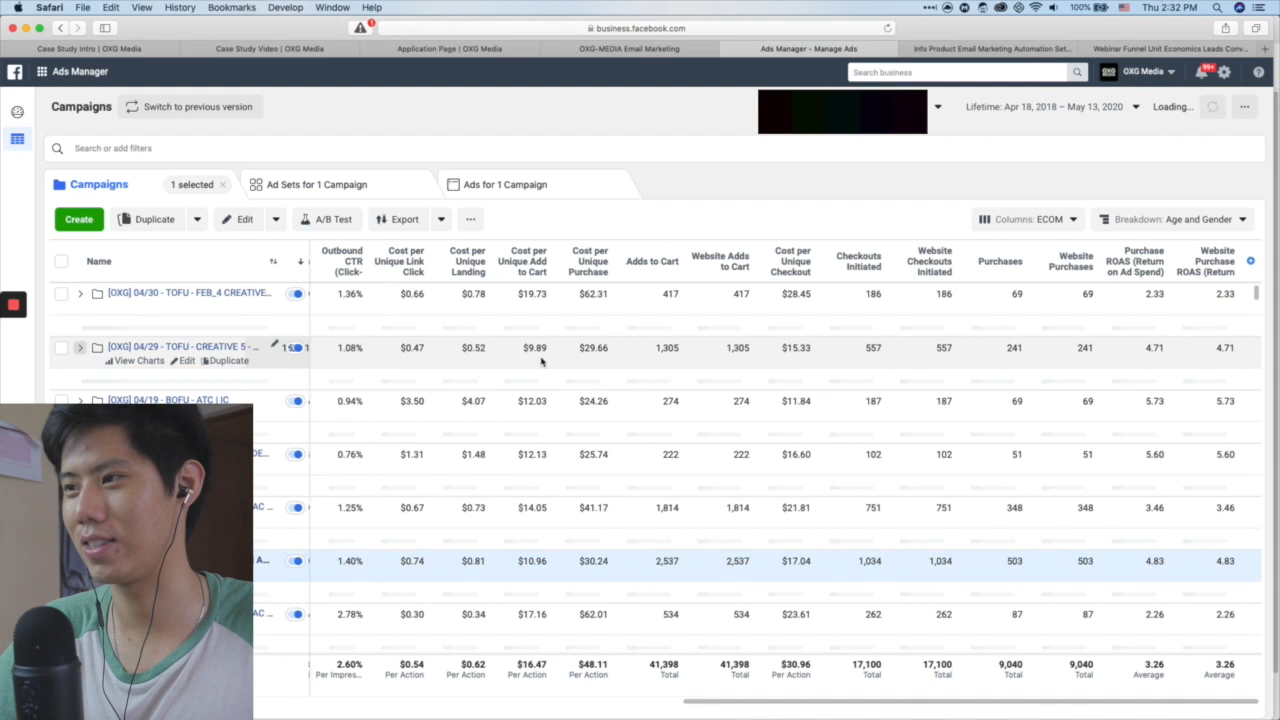 Safari File Edit View History Bookmarks Develop Window Help 100% Thu 2:32 PM
business.facebook.com
Case Study Intro | OXG Media Case Study Video | OXG Media Application Page | OXG Media OXG-MEDIA Email Marketing Ads Manager - Manage Ads Info Product Email Marketing Automation Set... Webinar Funnel Unit Economics Leads Conv...
Ads Manager Search business OXG Media 99+
Campaigns Switch to previous version Lifetime: Apr 18, 2018 – May 13, 2020 Loading...
Search or add filters
Campaigns 1 selected Ad Sets for 1 Campaign Ads for 1 Campaign
Create Duplicate Edit A/B Test Export Columns: ECOM Breakdown: Age and Gender
Name Outbound CTR (Click- Cost per Unique Link Click Cost per Unique Landing Cost per Unique Add to Cart Cost per Unique Purchase Adds to Cart Website Adds to Cart Cost per Unique Checkout Checkouts Initiated Website Checkouts Initiated Purchases Website Purchases Purchase ROAS (Return on Ad Spend) Website Purchase ROAS (Return
[OXG] 04/30 - TOFU - FEB_4 CREATIVE... 1.36% $0.66 $0.78 $19.73 $62.31 417 417 $28.45 186 186 69 69 2.33 2.33
[OXG] 04/29 - TOFU - CREATIVE 5 - ... 1.08% $0.47 $0.52 $9.89 $29.66 1,305 1,305 $15.33 557 557 241 241 4.71 4.71
View Charts Edit Duplicate
[OXG] 04/19 - BOFU - ATC | IC 0.94% $3.50 $4.07 $12.03 $24.26 274 274 $11.84 187 187 69 69 5.73 5.73
DE... 0.76% $1.31 $1.48 $12.13 $25.74 222 222 $16.60 102 102 51 51 5.60 5.60
AC ... 1.25% $0.67 $0.73 $14.05 $41.17 1,814 1,814 $21.81 751 751 348 348 3.46 3.46
A... 1.40% $0.74 $0.81 $10.96 $30.24 2,537 2,537 $17.04 1,034 1,034 503 503 4.83 4.83
AC ... 2.78% $0.30 $0.34 $17.16 $62.01 534 534 $23.61 262 262 87 87 2.26 2.26
2.60% $0.54 $0.62 $16.47 $48.11 41,398 41,398 $30.96 17,100 17,100 9,040 9,040 3.26 3.26
Per Impres... Per Action Per Action Per Action Per Action Total Total Per Action Total Total Total Total Average Average